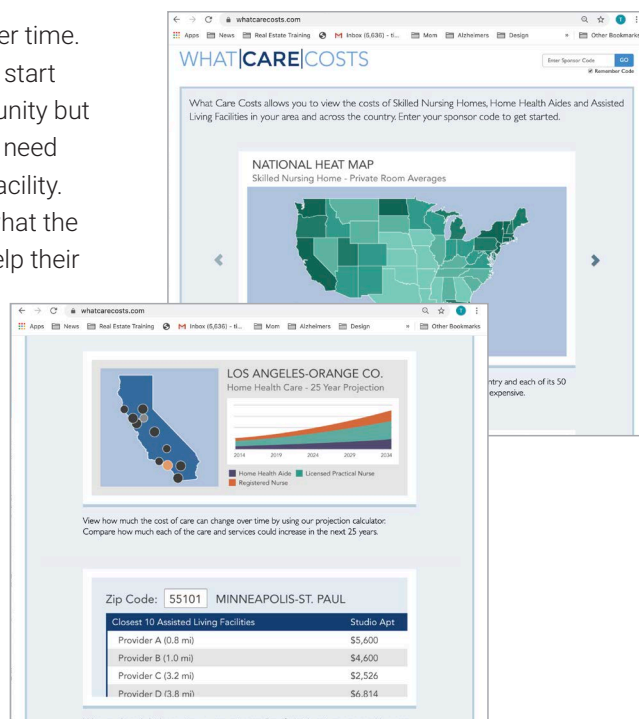 er time.
start
unity but
need
acility.
what the
elp their
whatcarecosts.com
Apps News Real Estate Training Inbox (6,636) - ti... Mom Alzheimers Design » Other Bookmarks
WHAT|CARE|COSTS
Enter Sponsor Code GO
Remember Code
What Care Costs allows you to view the costs of Skilled Nursing Homes, Home Health Aides and Assisted
Living Facilities in your area and across the country. Enter your sponsor code to get started.
NATIONAL HEAT MAP
Skilled Nursing Home - Private Room Averages
ntry and each of its 50
expensive.
whatcarecosts.com
Apps News Real Estate Training Inbox (6,636) - ti... Mom Alzheimers Design » Other Bookmarks
LOS ANGELES-ORANGE CO.
Home Health Care - 25 Year Projection
2014 2019 2024 2029 2034
Home Health Aide Licensed Practical Nurse
Registered Nurse
View how much the cost of care can change over time by using our projection calculator.
Compare how much each of the care and services could increase in the next 25 years.
Zip Code: 55101 MINNEAPOLIS-ST. PAUL
Closest 10 Assisted Living Facilities Studio Apt
Provider A (0.8 mi) $5,600
Provider B (1.0 mi) $4,600
Provider C (3.2 mi) $2,526
Provider D (3.8 mi) $6,814